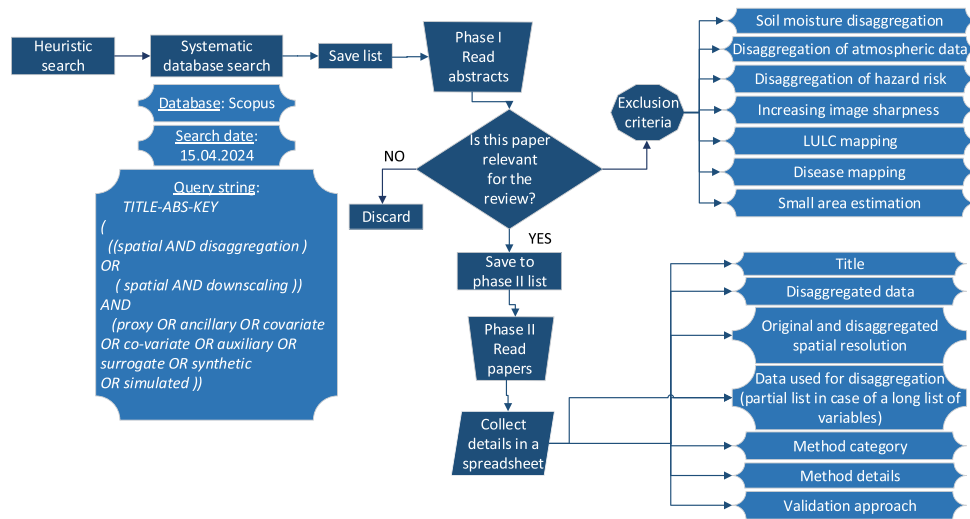 Heuristic
search
Systematic
database search
Save list
Phase I
Read
abstracts
Database: Scopus
Search date:
15.04.2024
Query string:
TITLE-ABS-KEY
(
((spatial AND disaggregation )
OR
( spatial AND downscaling ))
AND
(proxy OR ancillary OR covariate
OR co-variate OR auxiliary OR
surrogate OR synthetic
OR simulated ))
Is this paper
relevant
for the
review?
NO
Discard
YES
Save to
phase II list
Phase II
Read
papers
Collect
details in a
spreadsheet
Exclusion
criteria
Soil moisture disaggregation
Disaggregation of atmospheric data
Disaggregation of hazard risk
Increasing image sharpness
LULC mapping
Disease mapping
Small area estimation
Title
Disaggregated data
Original and disaggregated
spatial resolution
Data used for disaggregation
(partial list in case of a long list of
variables)
Method category
Method details
Validation approach